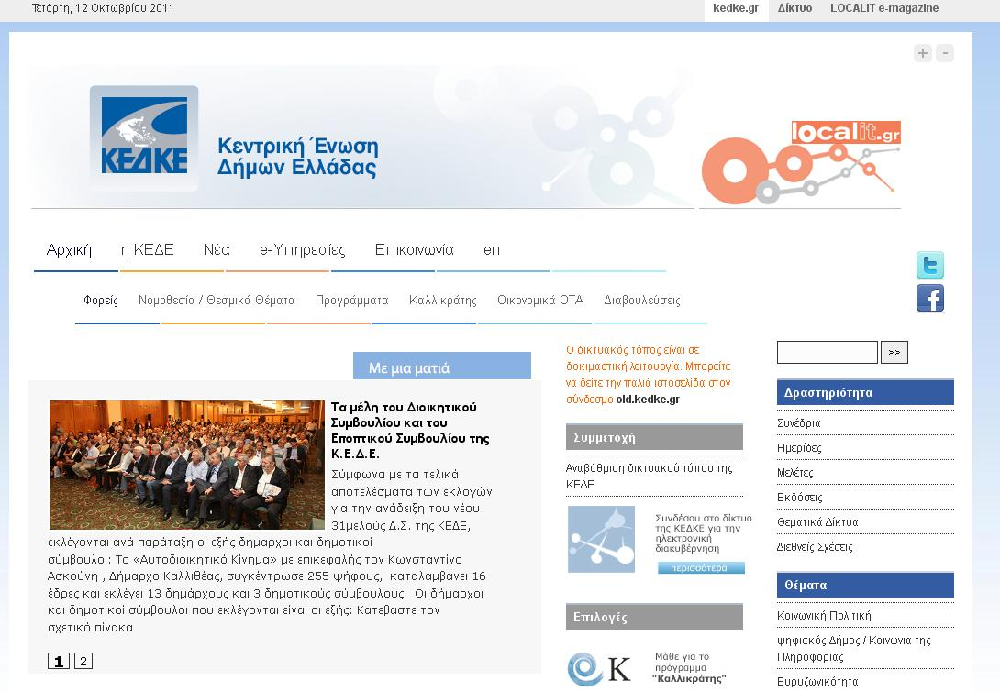 Τετάρτη, 12 Οκτωβρίου 2011
kedke.gr Δίκτυο LOCALIT e-magazine
+ -
ΚΕΔΚΕ
Κεντρική Ένωση
Δήμων Ελλάδας
localit.gr
Αρχική η ΚΕΔΕ Νέα e-Υπηρεσίες Επικοινωνία en
Φορείς Νομοθεσία / Θεσμικά Θέματα Προγράμματα Καλλικράτης Οικονομικά ΟΤΑ Διαβουλεύσεις
Με μια ματιά
Τα μέλη του Διοικητικού
Συμβουλίου και του
Εποπτικού Συμβουλίου της
Κ.Ε.Δ.Ε.
Σύμφωνα με τα τελικά
αποτελέσματα των εκλογών
για την ανάδειξη του νέου
31μελούς Δ.Σ. της ΚΕΔΕ,
εκλέγονται ανά παράταξη οι εξής δήμαρχοι και δημοτικοί
σύμβουλοι: Το «Αυτοδιοικητικό Κίνημα» με επικεφαλής τον Κωνσταντίνο
Ασκούνη , Δήμαρχο Καλλιθέας, συγκέντρωσε 255 ψήφους, καταλαμβάνει 16
έδρες και εκλέγει 13 δημάρχους και 3 δημοτικούς συμβούλους. Οι δήμαρχοι
και δημοτικοί σύμβουλοι που εκλέγονται είναι οι εξής: Κατεβάστε τον
σχετικό πίνακα
1 2
Ο δικτυακός τόπος είναι σε
δοκιμαστική λειτουργία. Μπορείτε
να δείτε την παλιά ιστοσελίδα στον
σύνδεσμο old.kedke.gr
Συμμετοχή
Αναβάθμιση δικτυακού τόπου της
ΚΕΔΕ
Συνδέσου στο δίκτυο
της ΚΕΔΚΕ για την
ηλεκτρονική
διακυβέρνηση
περισσότερα
Επιλογές
Κ
Μάθε για το
πρόγραμμα
"Καλλικράτης"
>>
Δραστηριότητα
Συνέδρια
Ημερίδες
Μελέτες
Εκδόσεις
Θεματικά Δίκτυα
Διεθνείς Σχέσεις
Θέματα
Κοινωνική Πολιτική
ψηφιακός Δήμος / Κοινωνια της
Πληροφοριας
Ευρυζωνικότητα